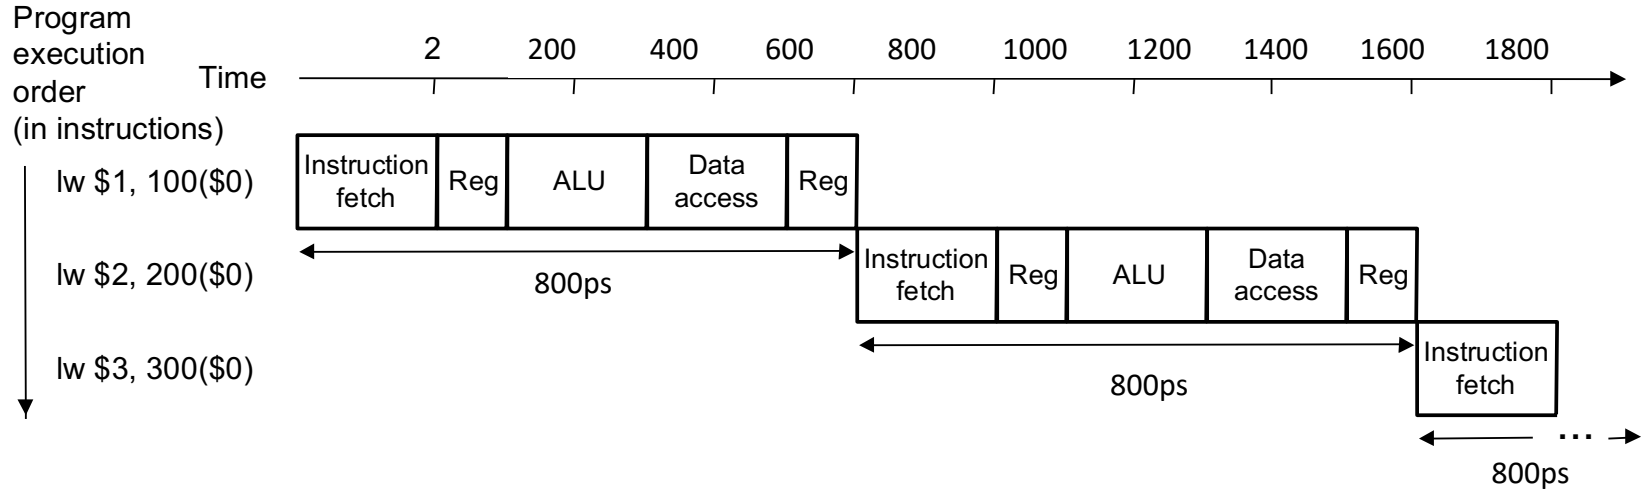 Program
execution
order
(in instructions)
Time
2 200 400 600 800 1000 1200 1400 1600 1800
lw $1, 100($0)
Instruction
fetch
Reg
ALU
Data
access
Reg
800ps
lw $2, 200($0)
Instruction
fetch
Reg
ALU
Data
access
Reg
800ps
lw $3, 300($0)
Instruction
fetch
...
800ps